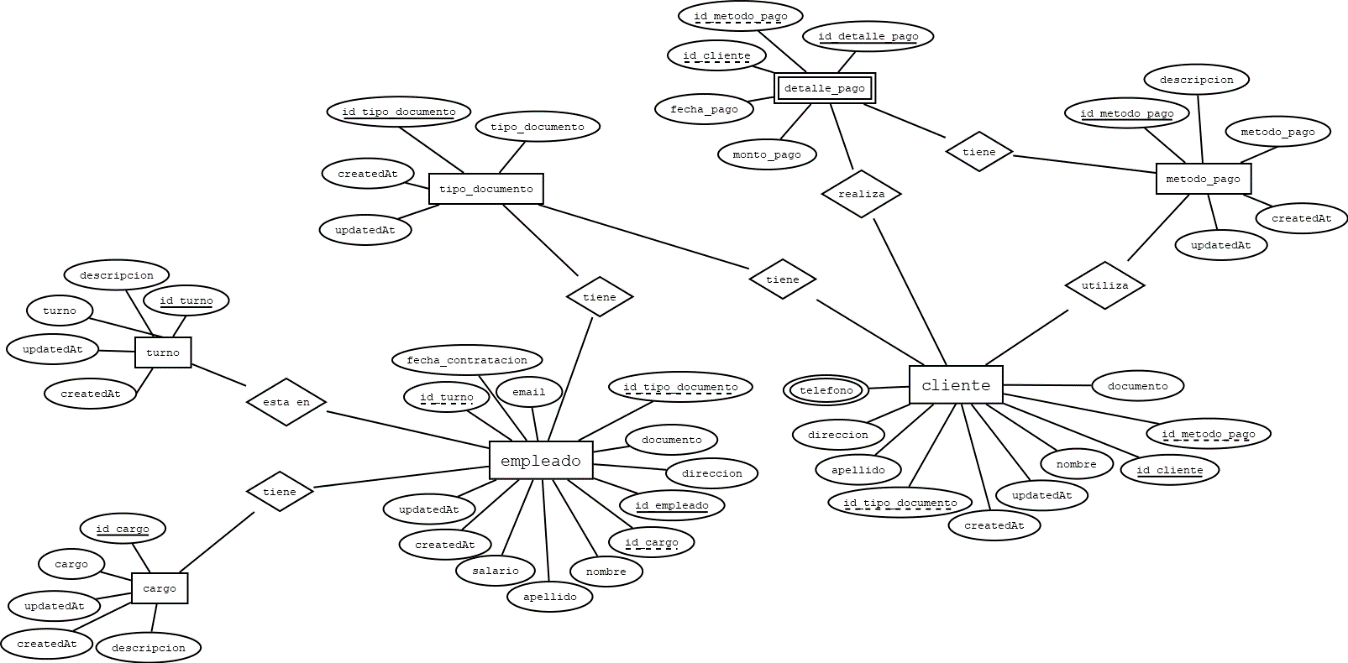 id_metodo_pago
id_detalle_pago
id_cliente
detalle_pago
fecha_pago
monto_pago
descripcion
id_metodo_pago
metodo_pago
tiene
metodo_pago
createdAt
updatedAt
realiza
utiliza
id_tipo_documento
tipo_documento
createdAt
tipo_documento
updatedAt
tiene
tiene
descripcion
id_turno
turno
updatedAt
turno
createdAt
esta en
fecha_contratacion
id_turno
email
id_tipo_documento
documento
empleado
direccion
id_empleado
updatedAt
id_cargo
createdAt
salario
nombre
apellido
telefono
cliente
documento
direccion
id_metodo_pago
apellido
nombre
id_cliente
id_tipo_documento
updatedAt
createdAt
tiene
id_cargo
cargo
cargo
updatedAt
createdAt
descripcion